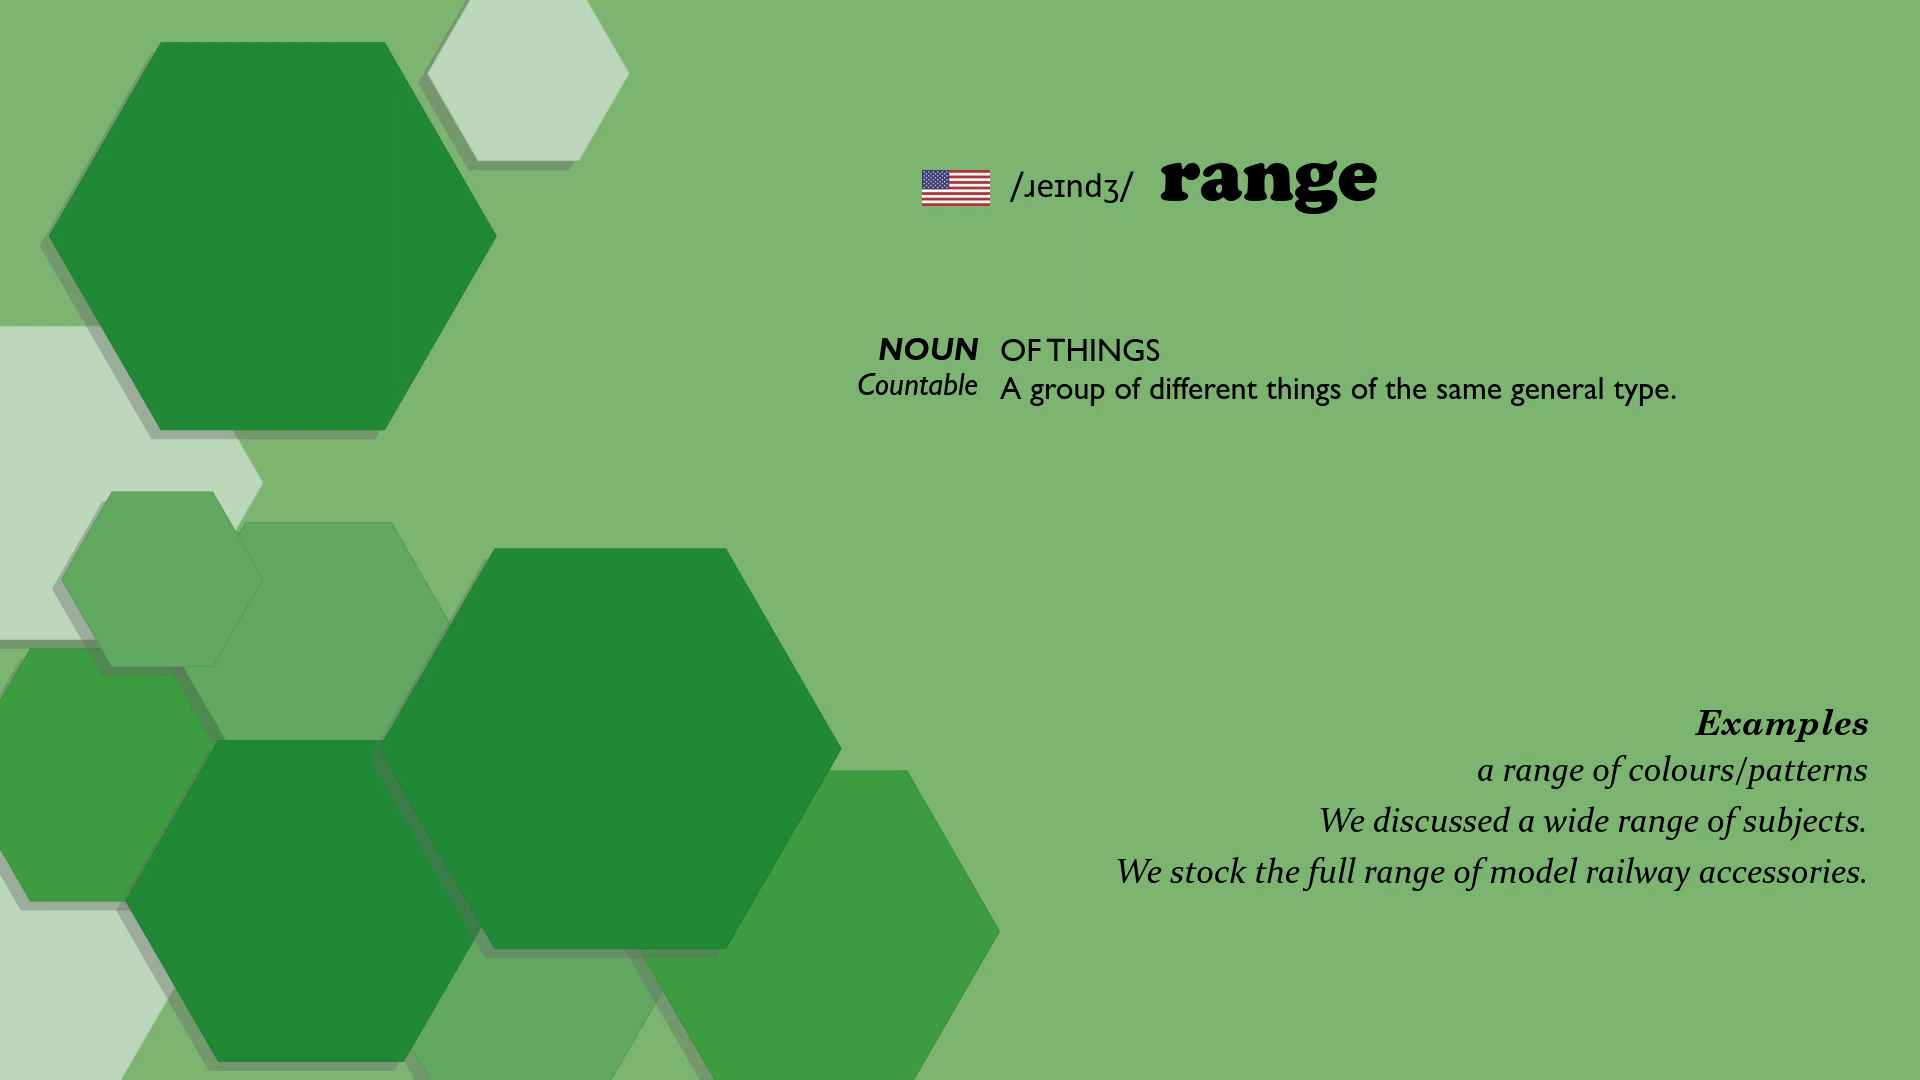 /ɹeɪndʒ/ range
NOUN OF THINGS
Countable A group of different things of the same general type.
Examples
a range of colours/patterns
We discussed a wide range of subjects.
We stock the full range of model railway accessories.